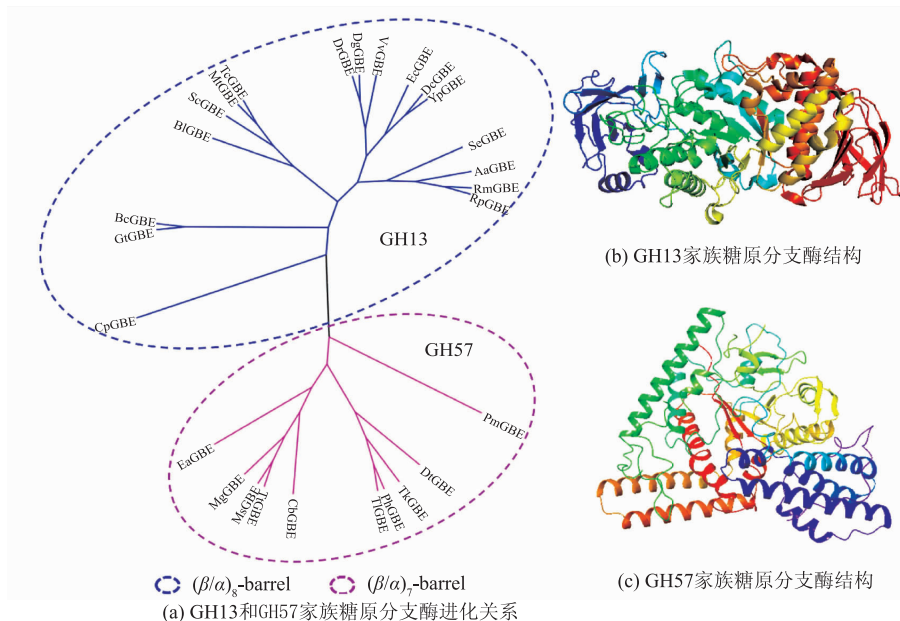 DrGBE
DgGBE
VvGBE
EcGBE
DcGBE
YpGBE
TcGBE
MtGBE
ScGBE
BlGBE
SeGBE
AaGBE
RmGBE
RpGBE
BcGBE
GtGBE
GH13
CpGBE
(b) GH13家族糖原分支酶结构
GH57
PmGBE
EaGBE
MgGBE
MsGBE
CbGBE
TlGBE
PhGBE
TkGBE
DtGBE
(β/α)8-barrel
(β/α)7-barrel
(c) GH57家族糖原分支酶结构
(a) GH13和GH57家族糖原分支酶进化关系